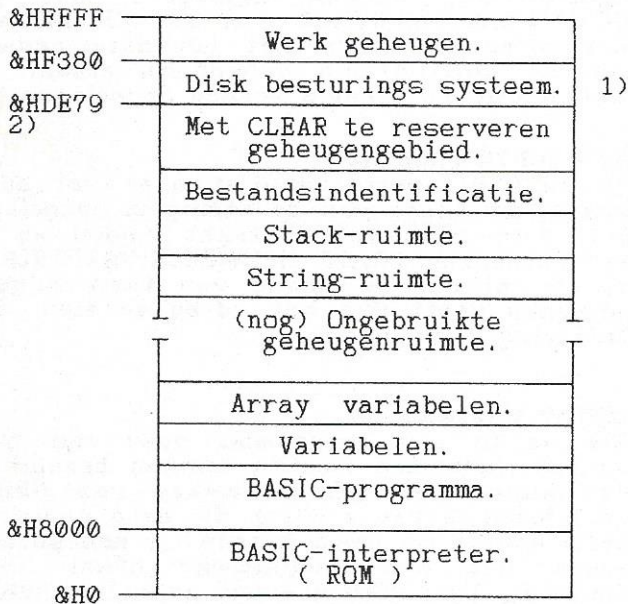 &HFFFF
Werk geheugen.
&HF380
Disk besturings systeem. 1)
&HDE79
2)
Met CLEAR te reserveren
geheugengebied.
Bestandsindentificatie.
Stack-ruimte.
String-ruimte.
(nog) Ongebruikte
geheugenruimte.
Array variabelen.
Variabelen.
BASIC-programma.
&H8000
BASIC-interpreter.
( ROM )
&H0